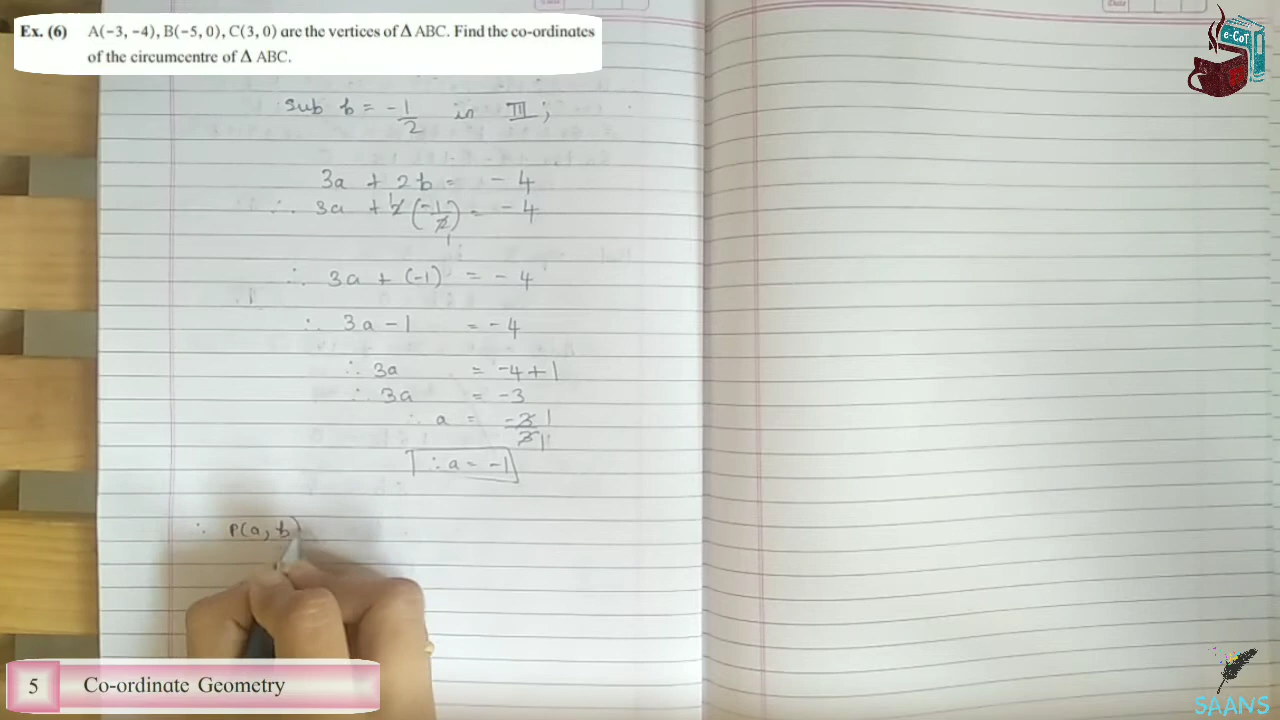 Ex. (6) A(−3, −4), B(−5, 0), C(3, 0) are the vertices of Δ ABC. Find the co-ordinates
of the circumcentre of Δ ABC.
e-CoT
Date
sub b = -1/2 in III;
3a + 2b = - 4
∴ 3a + 2(-1/2) = - 4
∴ 3a + (-1) = - 4
∴ 3a - 1 = - 4
∴ 3a = -4 + 1
∴ 3a = -3
∴ a = -3/3
∴ a = -1
∴ P(a, b)
5 Co-ordinate Geometry
SAANS